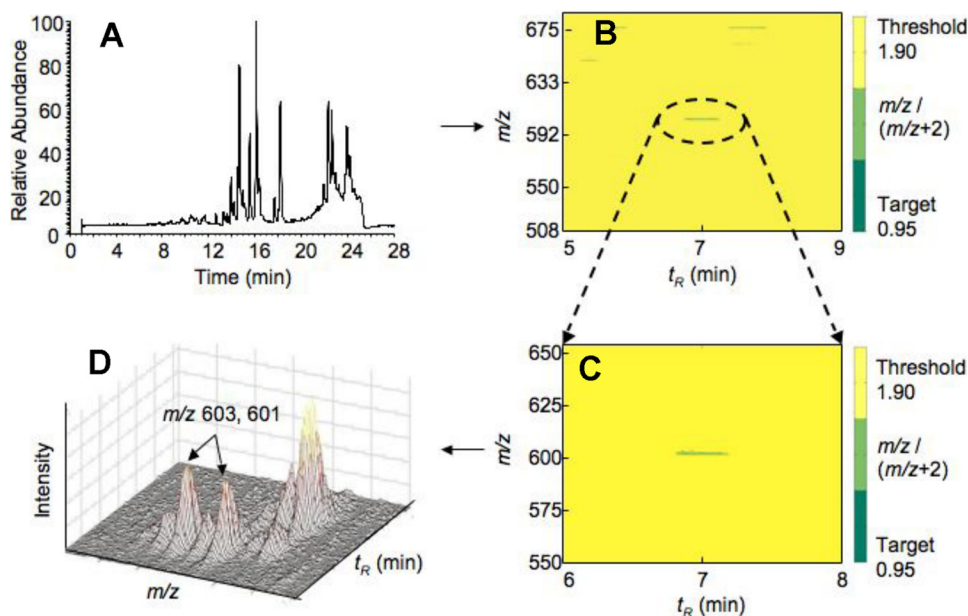 A
100
80
60
40
20
0
Relative Abundance
0 4 8 12 16 20 24 28
Time (min)
B
675
633
592
550
508
m/z
5 7 9
tR (min)
Threshold
1.90
m/z /
(m/z+2)
Target
0.95
D
m/z 603, 601
Intensity
m/z
tR (min)
C
650
625
600
575
550
m/z
6 7 8
tR (min)
Threshold
1.90
m/z /
(m/z+2)
Target
0.95